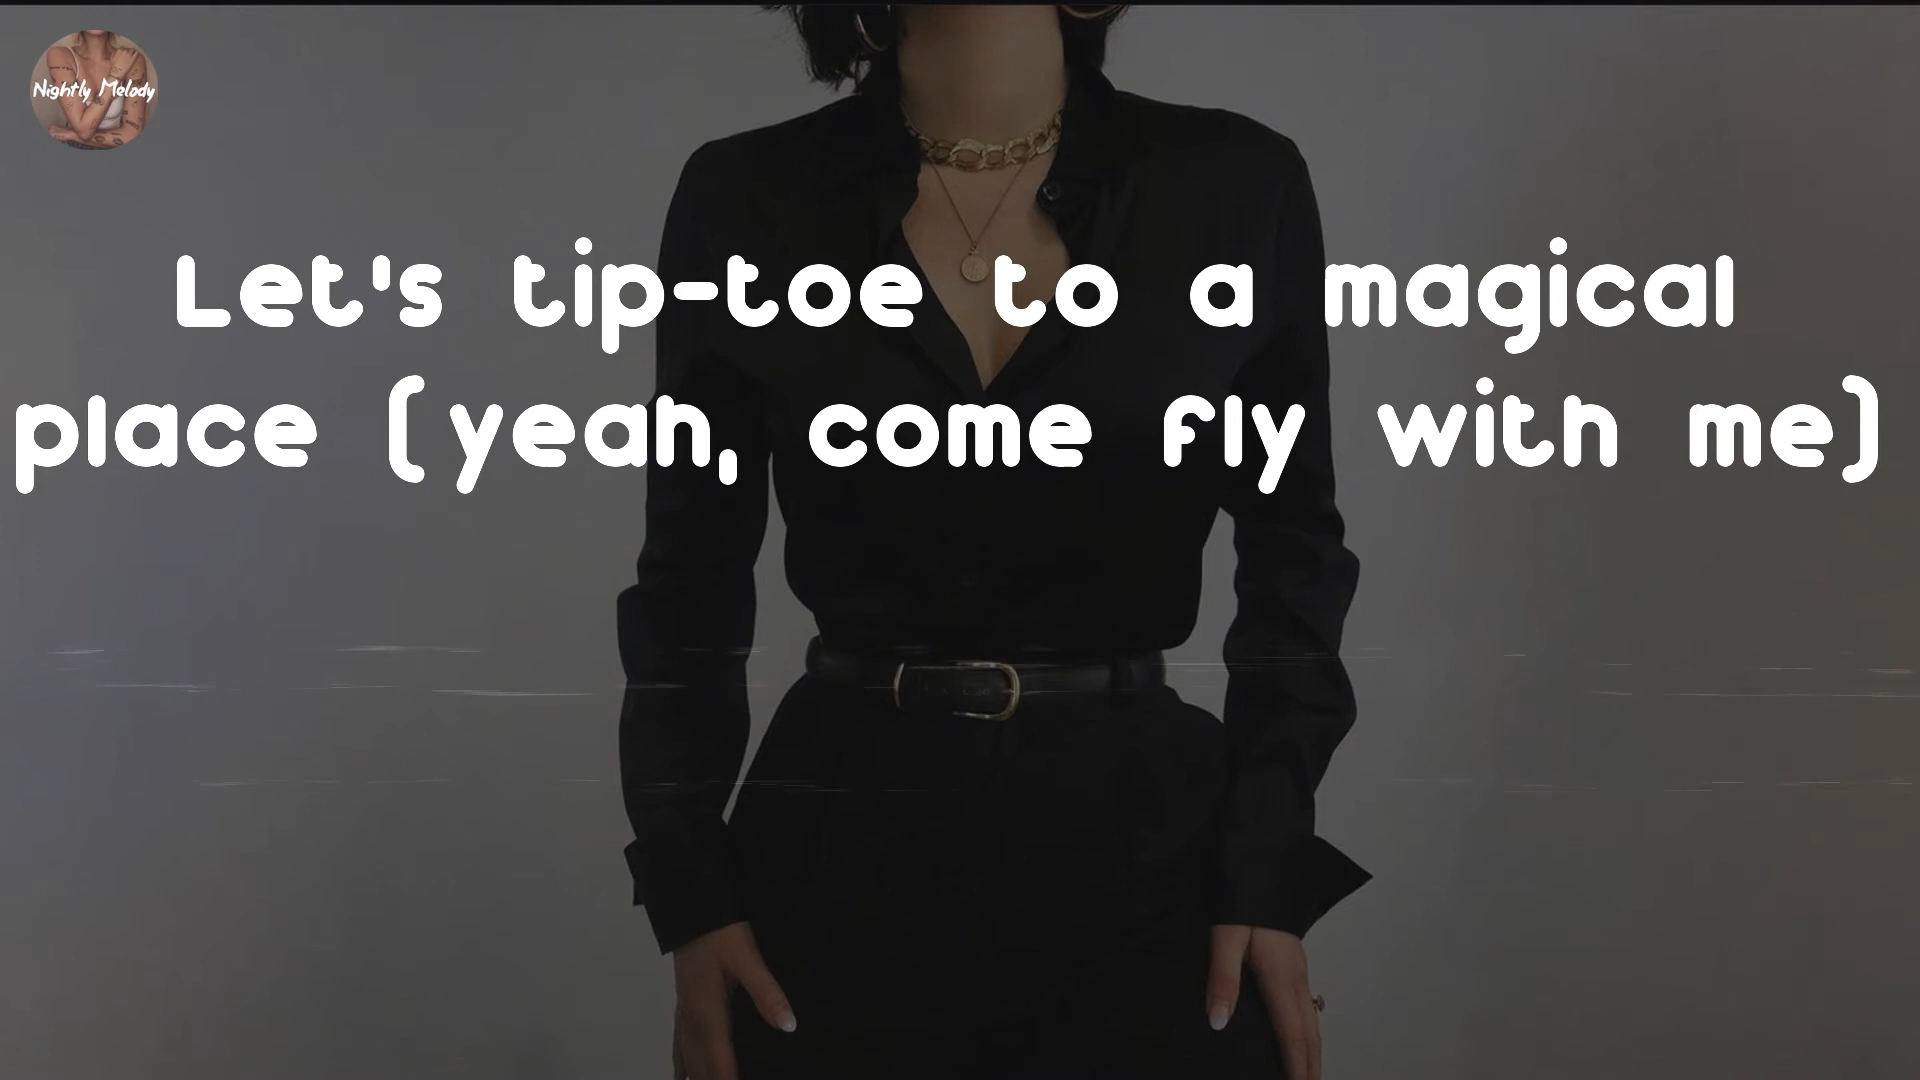 Nightly Melody
Let's tip-toe to a magical
place (yeah, come fly with me)